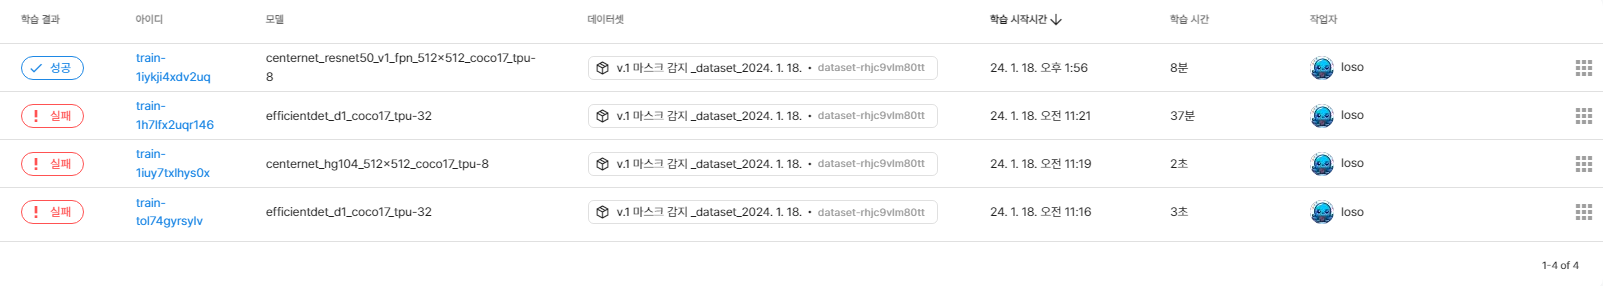 학습 결과 아이디 모델 데이터셋 학습 시작시간 학습 시간 작업자
성공 train-1iykji4xdv2uq centernet_resnet50_v1_fpn_512×512_coco17_tpu-8 v.1 마스크 감지 _dataset_2024. 1. 18. • dataset-rhjc9vlm80tt 24. 1. 18. 오후 1:56 8분 loso
실패 train-1h7lfx2uqr146 efficientdet_d1_coco17_tpu-32 v.1 마스크 감지 _dataset_2024. 1. 18. • dataset-rhjc9vlm80tt 24. 1. 18. 오전 11:21 37분 loso
실패 train-1iuy7txlhys0x centernet_hg104_512×512_coco17_tpu-8 v.1 마스크 감지 _dataset_2024. 1. 18. • dataset-rhjc9vlm80tt 24. 1. 18. 오전 11:19 2초 loso
실패 train-tol74gyrsylv efficientdet_d1_coco17_tpu-32 v.1 마스크 감지 _dataset_2024. 1. 18. • dataset-rhjc9vlm80tt 24. 1. 18. 오전 11:16 3초 loso
1-4 of 4